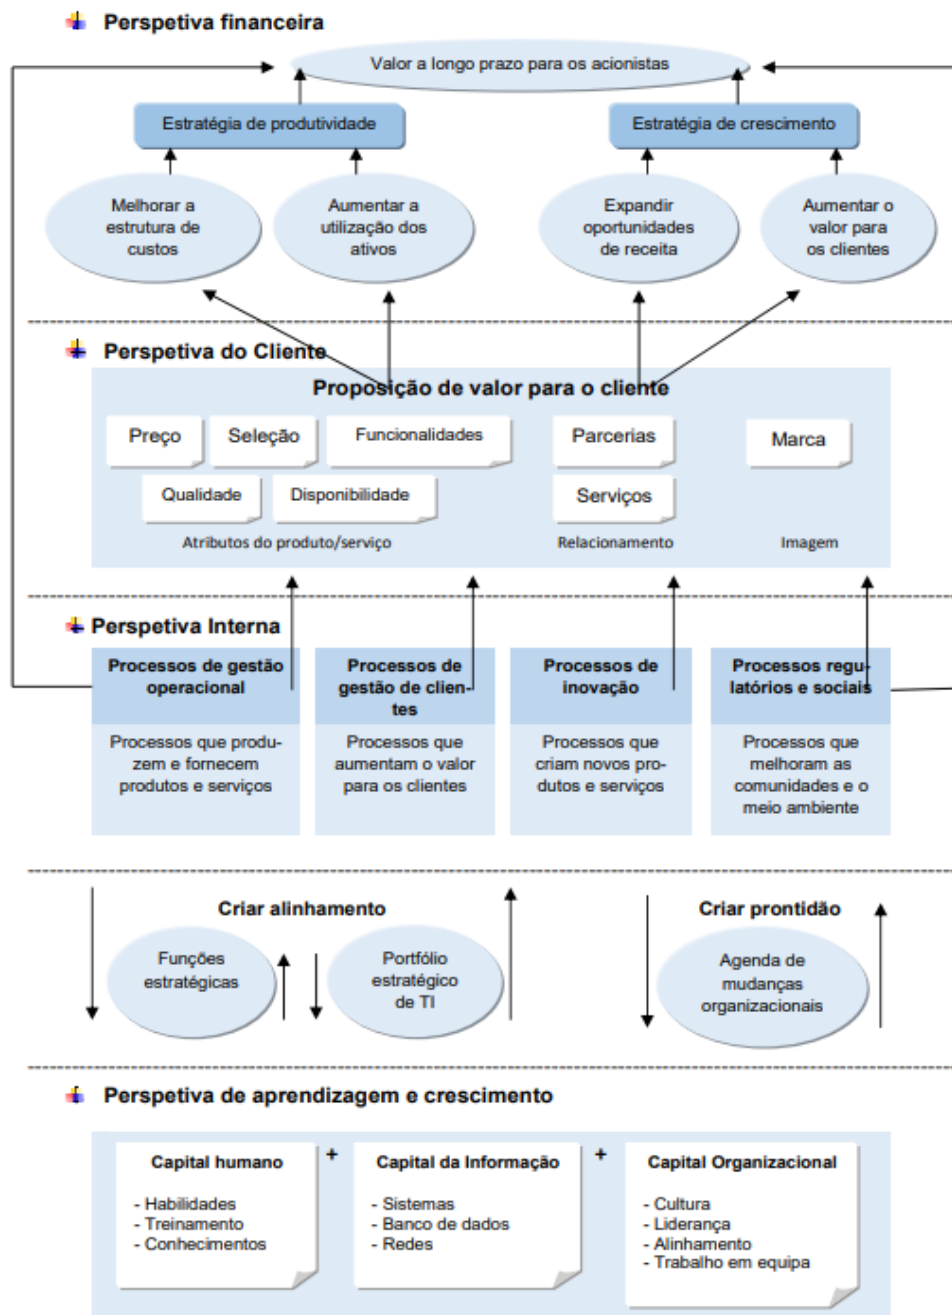 Perspetiva financeira
Valor a longo prazo para os acionistas
Estratégia de produtividade
Estratégia de crescimento
Melhorar a
estrutura de
custos
Aumentar a
utilização dos
ativos
Expandir
oportunidades
de receita
Aumentar o
valor para
os clientes
Perspetiva do Cliente
Proposição de valor para o cliente
Preço
Seleção
Funcionalidades
Parcerias
Marca
Qualidade
Disponibilidade
Serviços
Atributos do produto/serviço
Relacionamento
Imagem
Perspetiva Interna
Processos de gestão
operacional
Processos que produ-
zem e fornecem
produtos e serviços
Processos de
gestão de clien-
tes
Processos que
aumentam o valor
para os clientes
Processos de
inovação
Processos que
criam novos pro-
dutos e serviços
Processos regu-
latórios e sociais
Processos que
melhoram as
comunidades e o
meio ambiente
Criar alinhamento
Criar prontidão
Funções
estratégicas
Portfólio
estratégico
de TI
Agenda de
mudanças
organizacionais
Perspetiva de aprendizagem e crescimento
Capital humano
- Habilidades
- Treinamento
- Conhecimentos
+
Capital da Informação
- Sistemas
- Banco de dados
- Redes
+
Capital Organizacional
- Cultura
- Liderança
- Alinhamento
- Trabalho em equipa